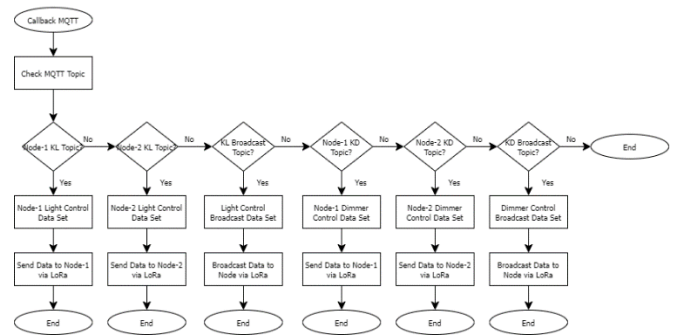 Callback MQTT
Check MQTT Topic
Node-1 KL Topic?
No
Node-2 KL Topic?
No
KL Broadcast
Topic?
No
Node-1 KD
Topic?
No
Node-2 KD
Topic?
No
KD Broadcast
Topic?
No
End
Yes
Yes
Yes
Yes
Yes
Yes
Node-1 Light Control
Data Set
Node-2 Light Control
Data Set
Light Control
Broadcast Data Set
Node-1 Dimmer
Control Data Set
Node-2 Dimmer
Control Data Set
Dimmer Control
Broadcast Data Set
Send Data to Node-1
via LoRa
Send Data to Node-2
via LoRa
Broadcast Data to
Node via LoRa
Send Data to Node-1
via LoRa
Send Data to Node-2
via LoRa
Broadcast Data to
Node via LoRa
End
End
End
End
End
End